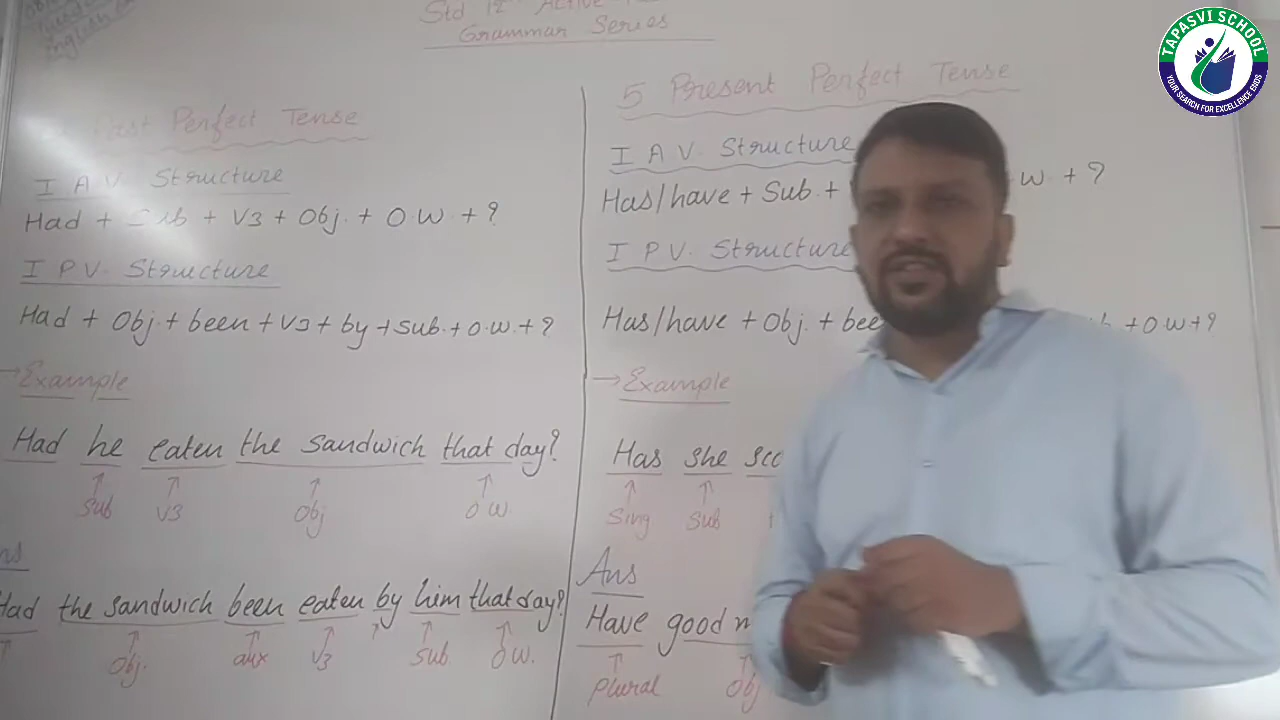 Std 12 Active
Grammar Series
Past Perfect Tense
I A V. Structure
Had + Sub + V3 + Obj. + O.W. + ?
I P V. Structure
Had + Obj. + been + V3 + by + Sub. + O.W. + ?
→ Example
Had he eaten the sandwich that day?
Sub V3 Obj O.W.
Had the sandwich been eaten by him that day?
Obj. aux V3 Sub O.W.
5 Present Perfect Tense
I A V. Structure
Has/have + Sub + W. + ?
I P V. Structure
Has/have + Obj. + +O.W+?
→ Example
Has she
Sing Sub
Ans
Have good
Plural Obj
TAPASVI SCHOOL
YOUR SEARCH FOR EXCELLENCE ENDS